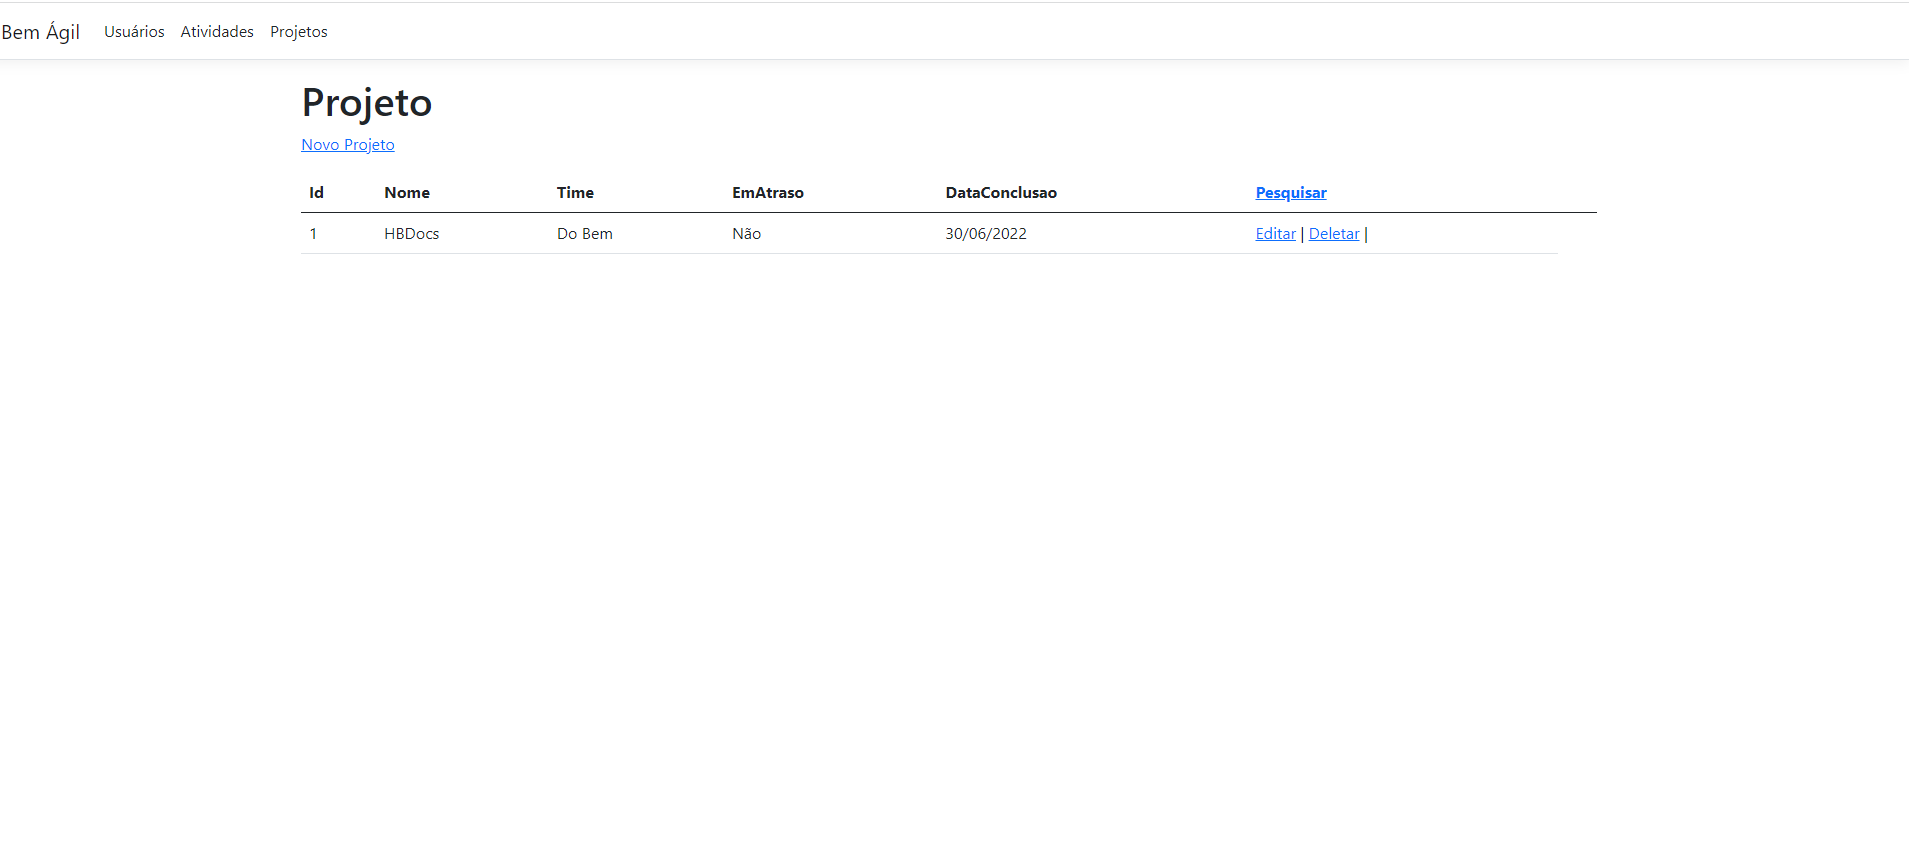 Bem Ágil Usuários Atividades Projetos
Projeto
Novo Projeto
Id Nome Time EmAtraso DataConclusao Pesquisar
1 HBDocs Do Bem Não 30/06/2022 Editar | Deletar |